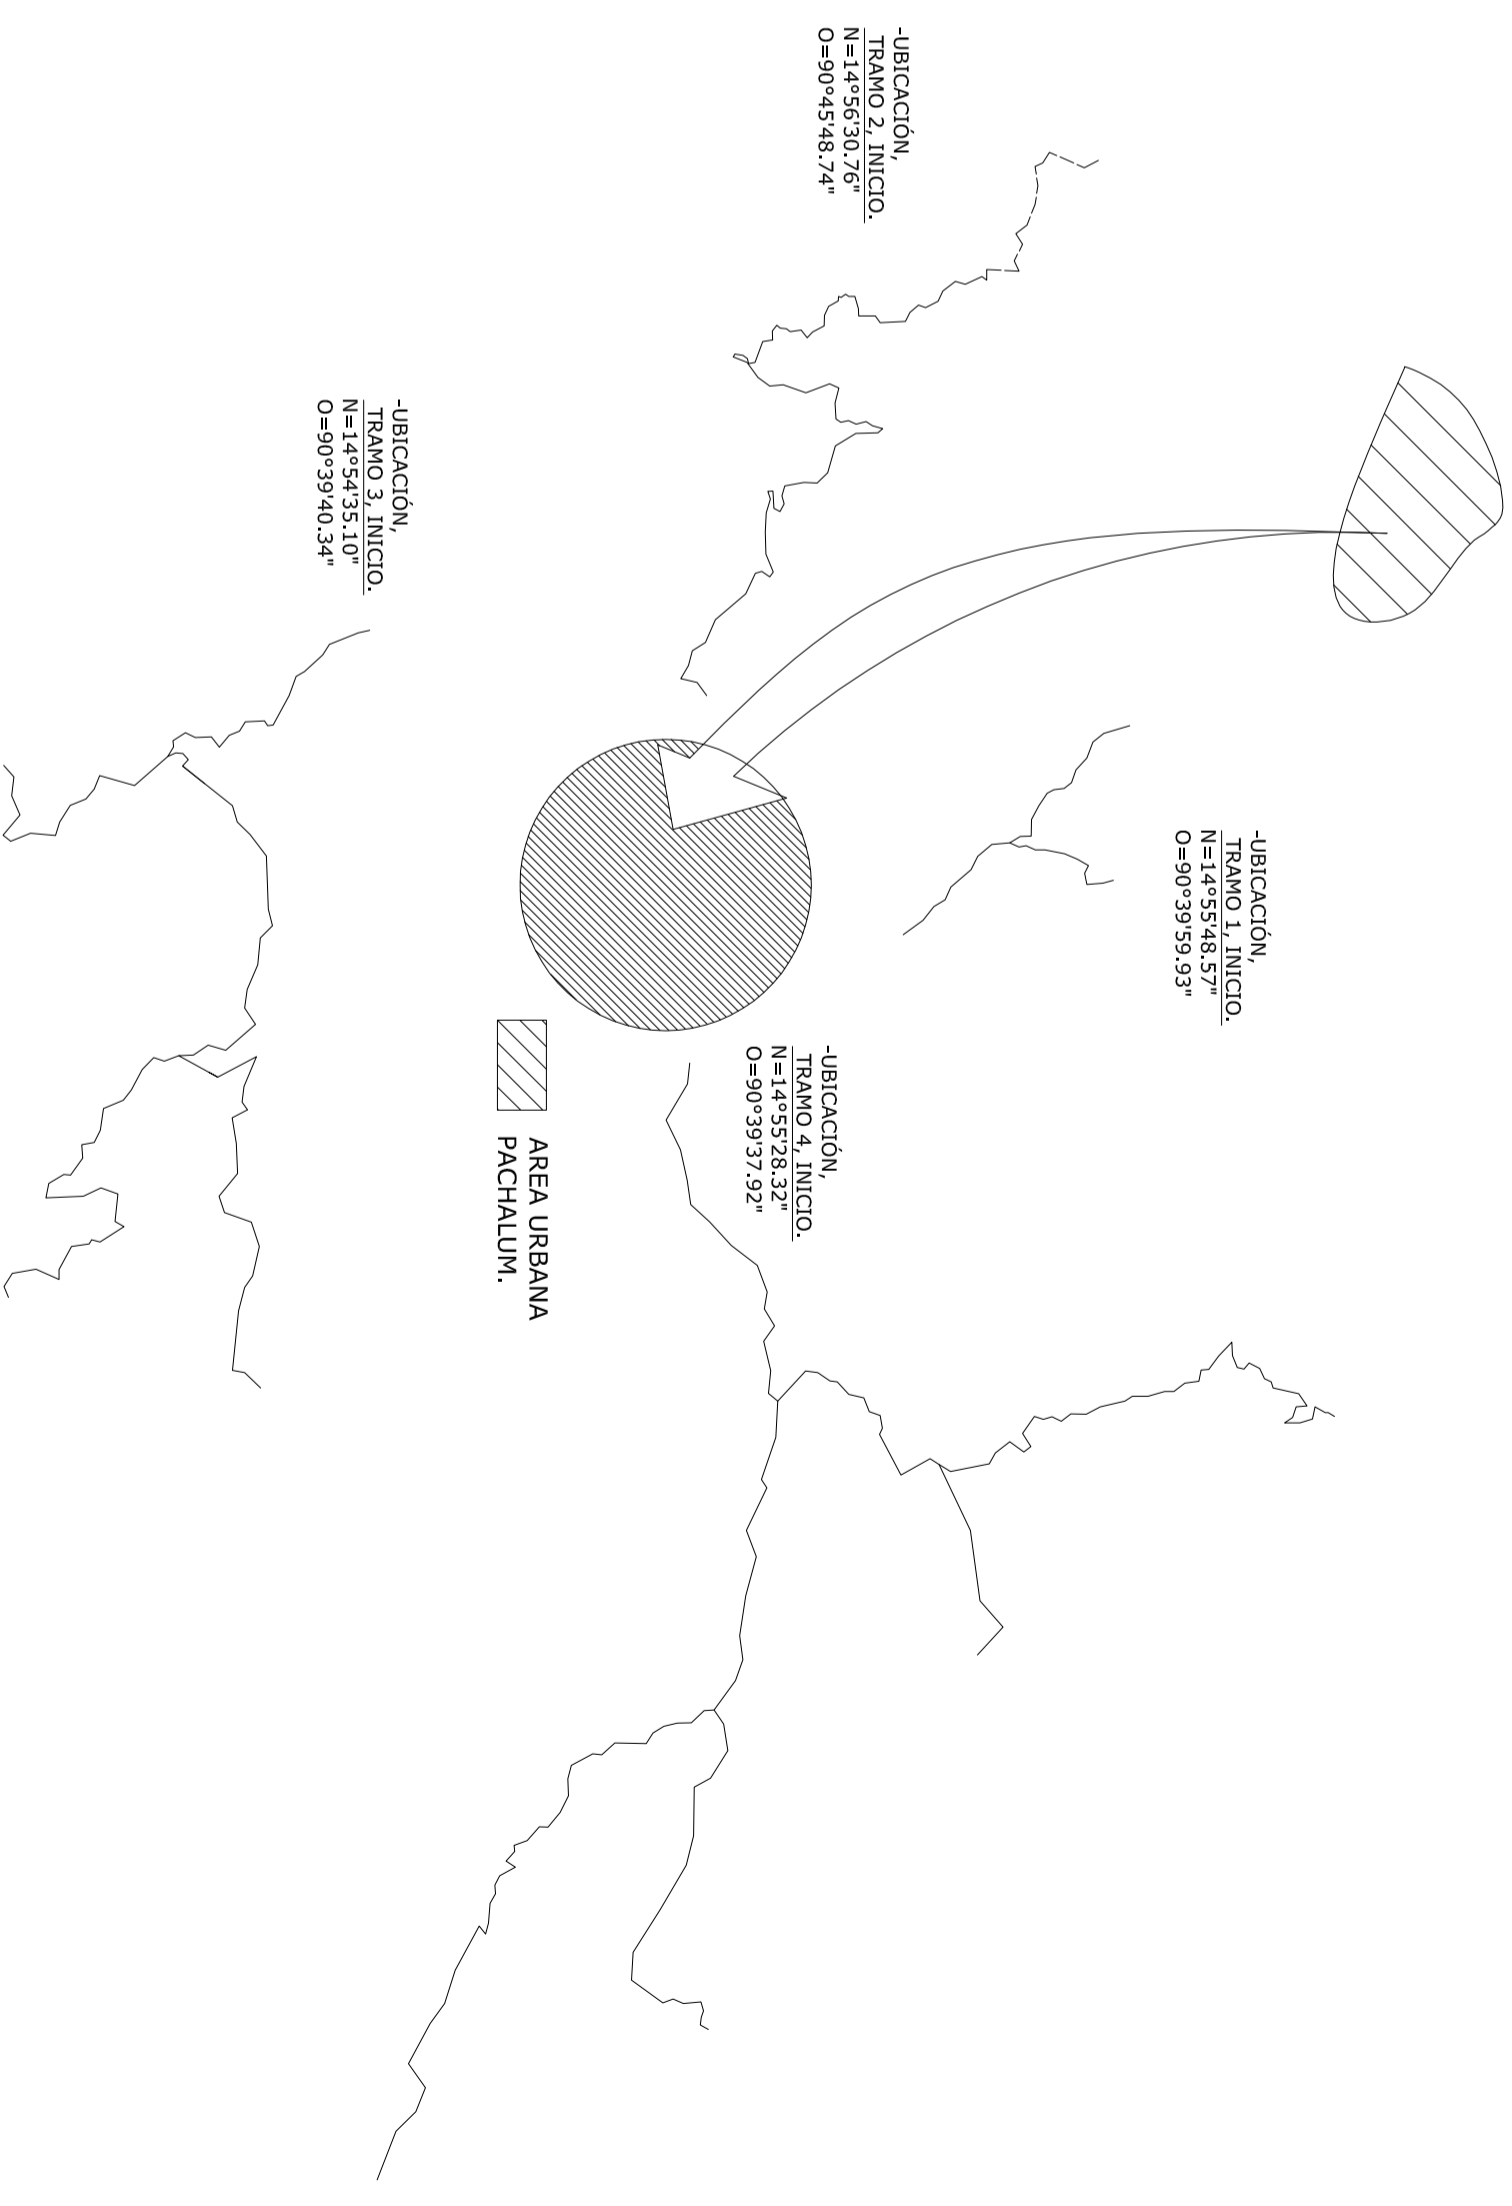 -UBICACIÓN,
TRAMO 1, INICIO.
N=14°55'48.57"
O=90°39'59.93"
-UBICACIÓN,
TRAMO 2, INICIO.
N=14°56'30.76"
O=90°45'48.74"
-UBICACIÓN,
TRAMO 4, INICIO.
N=14°55'28.32"
O=90°39'37.92"
AREA URBANA
PACHALUM.
-UBICACIÓN,
TRAMO 3, INICIO.
N=14°54'35.10"
O=90°39'40.34"